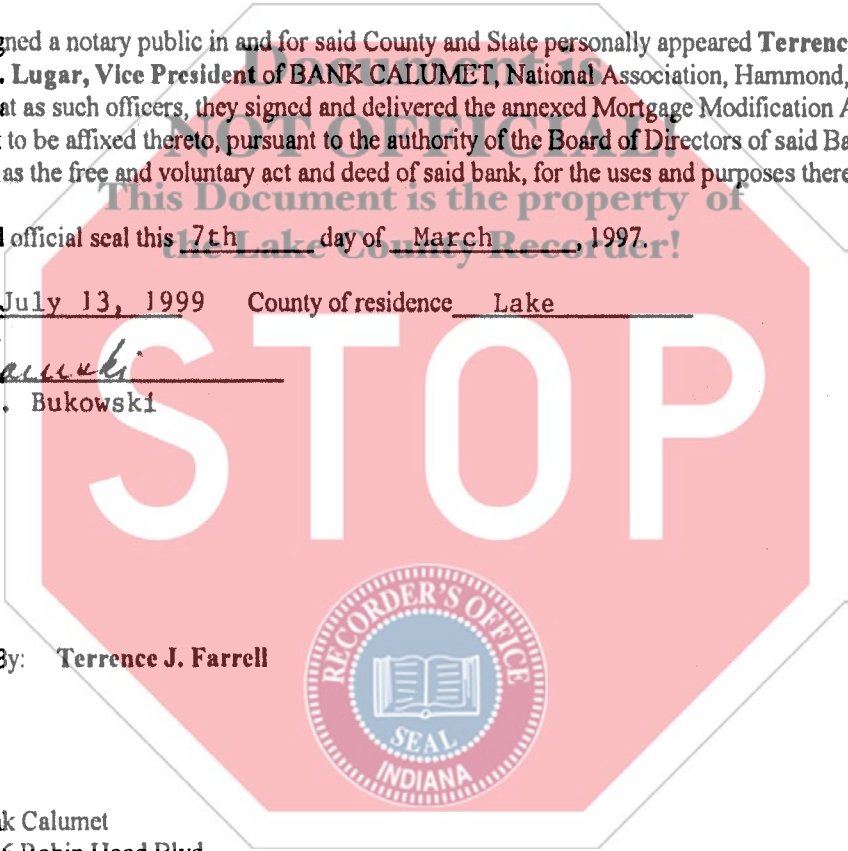 gned a notary public in and for said County and State personally appeared Terrence
. Lugar, Vice President of BANK CALUMET, National Association, Hammond,
at as such officers, they signed and delivered the annexed Mortgage Modification A
to be affixed thereto, pursuant to the authority of the Board of Directors of said Ba
as the free and voluntary act and deed of said bank, for the uses and purposes there
Document is
NOT OFFICIAL!
This Document is the property of
the Lake County Recorder!
official seal this 7th day of March, 1997.
July 13, 1999 County of residence Lake
. Bukowski
STOP
By: Terrence J. Farrell
RECORDER'S OFFICE
SEAL
INDIANA
k Calumet
6 Robin Hood Blvd